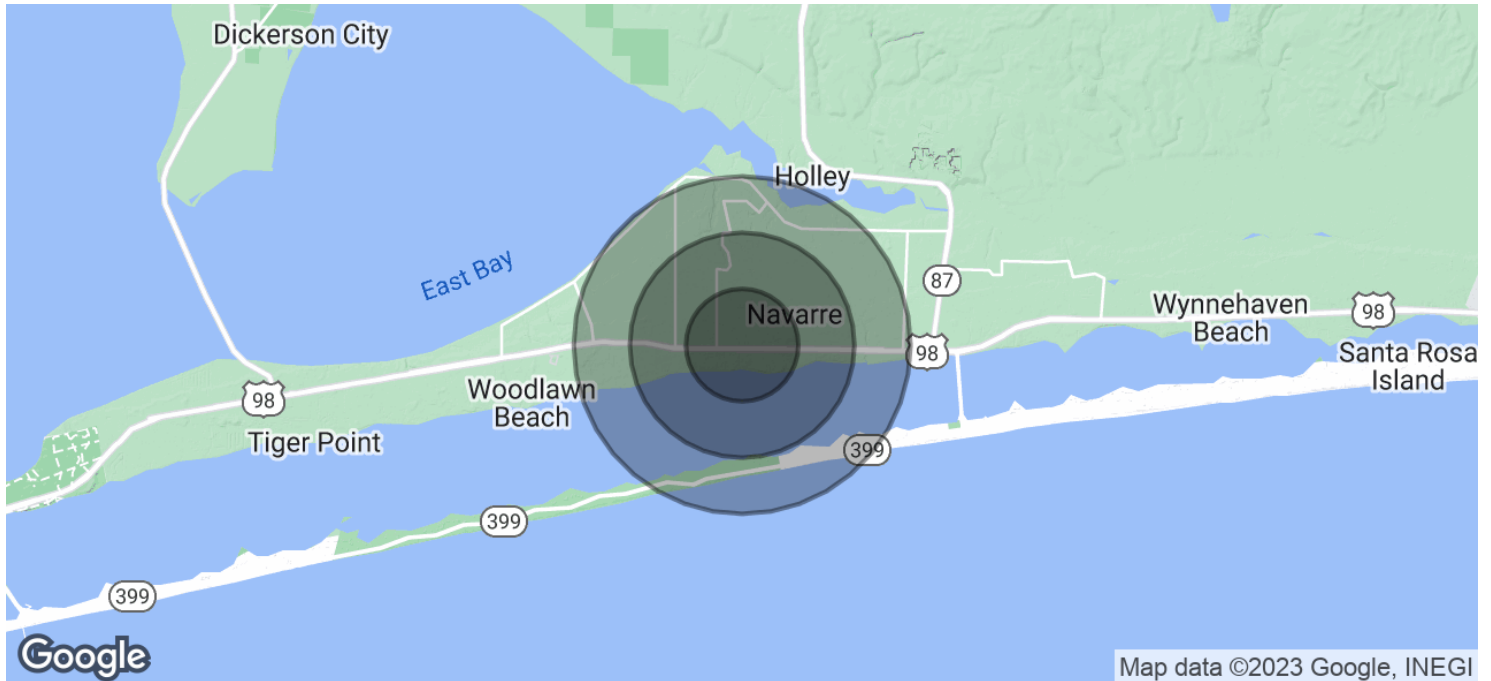 Dickerson City
Holley
East Bay
87
Navarre
Wynnehaven
Beach
98
98
Santa Rosa
Island
Woodlawn
Beach
98
Tiger Point
399
399
399
Google
Map data ©2023 Google, INEGI